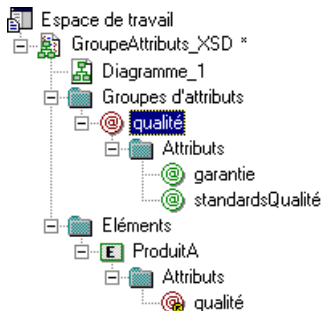 Espace de travail
GroupeAttributs_XSD *
Diagramme_1
Groupes d'attributs
qualité
Attributs
garantie
standardsQualité
Eléments
E ProduitA
Attributs
qualité